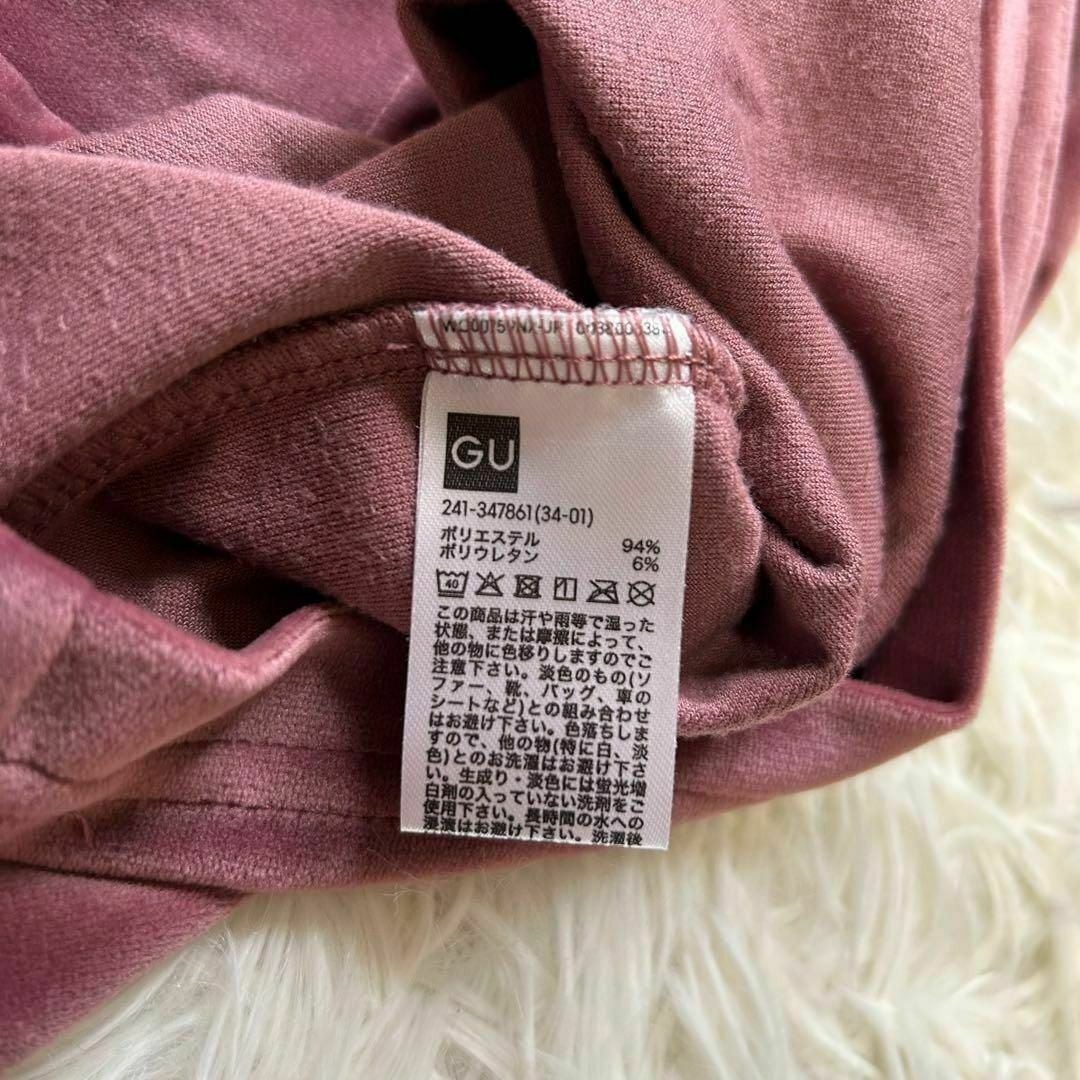 GU
241-347861(34-01)
ポリエステル 94%
ポリウレタン 6%
40
この商品は汗や雨等で湿った
状態、または摩擦によって、
他の物に色移りしますのでご
注意下さい。淡色のもの(ソ
ファー、靴、バッグ、車の
シートなど)との組み合わせ
はお避け下さい。色落ちしま
すので、他の物(特に白、淡
色)とのお洗濯はお避け下さ
い。生成り・淡色には蛍光増
白剤の入っていない洗剤をご
使用下さい。長時間の水への
浸漬はお避け下さい。洗濯後